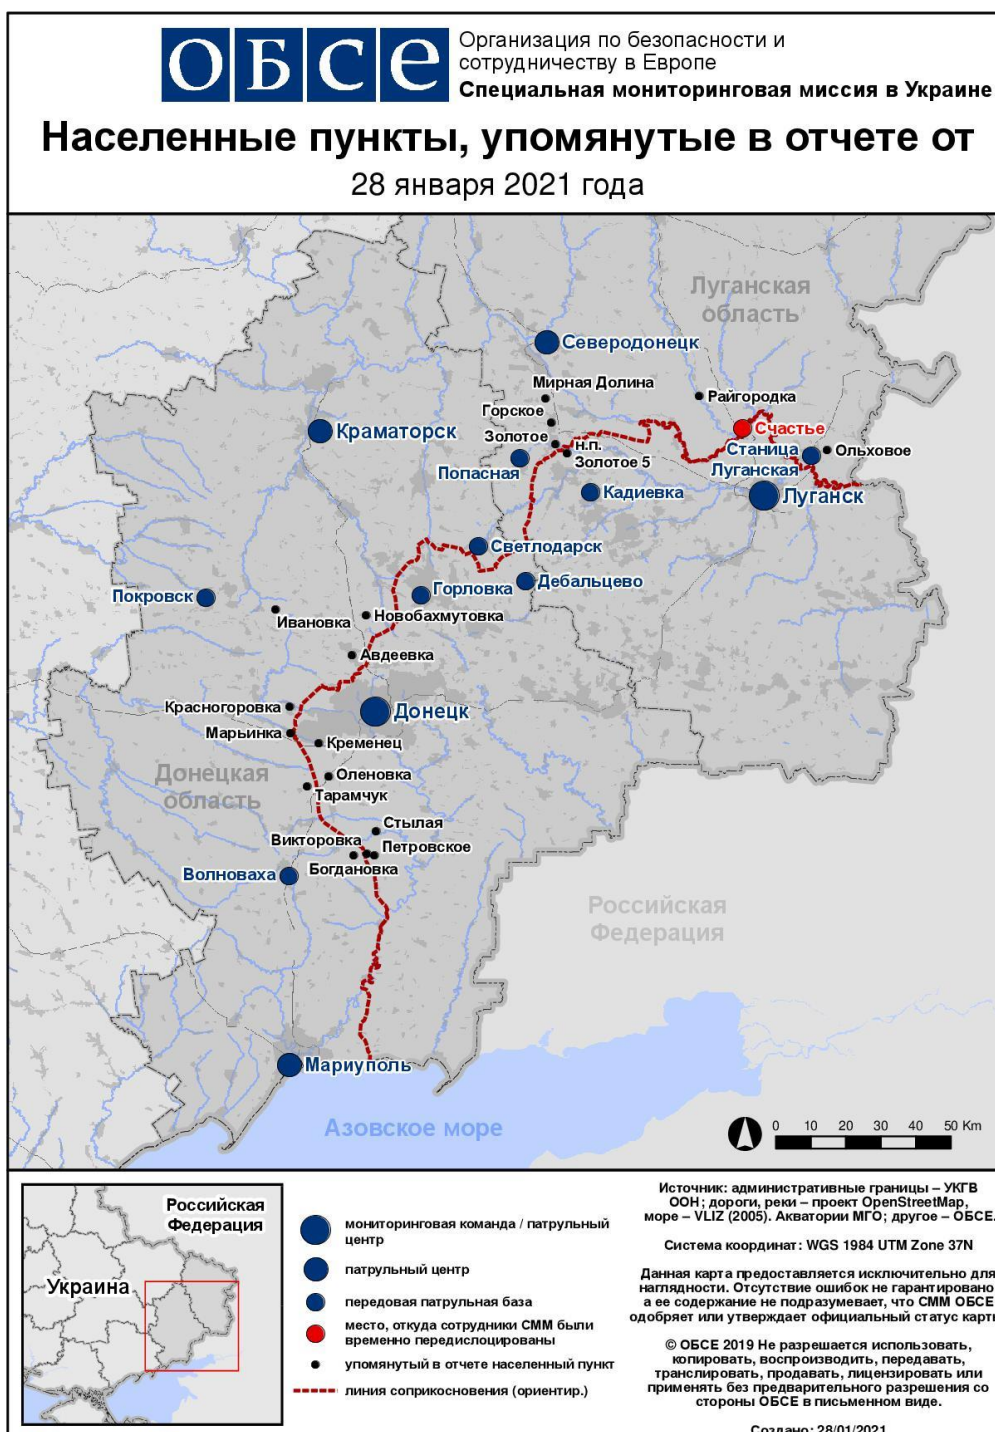 ОБСЕ
Организация по безопасности и
сотрудничеству в Европе
Специальная мониторинговая миссия в Украине
Населенные пункты, упомянутые в отчете от
28 января 2021 года
Луганская
область
Северодонецк
Мирная Долина
Райгородка
Горское
Счастье
Краматорск
Золотое
н.п.
Золотое 5
Станица
Луганская
Ольховое
Попасная
Кадиевка
Луганск
Светлодарск
Дебальцево
Горловка
Покровск
Ивановка
Новобахмутовка
Авдеевка
Красногоровка
Донецк
Марьинка
Кременец
Донецкая
область
Оленовка
Тарамчук
Стылая
Викторовка
Петровское
Богдановка
Волноваха
Российская
Федерация
Мариуполь
Азовское море
0 10 20 30 40 50 Km
Российская
Федерация
Украина
мониторинговая команда / патрульный
центр
патрульный центр
передовая патрульная база
место, откуда сотрудники СММ были
временно передислоцированы
упомянутый в отчете населенный пункт
линия соприкосновения (ориентир.)
Источник: административные границы – УКГВ
ООН; дороги, реки – проект OpenStreetMap,
море – VLIZ (2005). Акватории МГО; другое – ОБСЕ.
Система координат: WGS 1984 UTM Zone 37N
Данная карта предоставляется исключительно для
наглядности. Отсутствие ошибок не гарантировано,
а ее содержание не подразумевает, что СММ ОБСЕ
одобряет или утверждает официальный статус карты
© ОБСЕ 2019 Не разрешается использовать,
копировать, воспроизводить, передавать,
транслировать, продавать, лицензировать или
применять без предварительного разрешения со
стороны ОБСЕ в письменном виде.
Создано: 28/01/2021